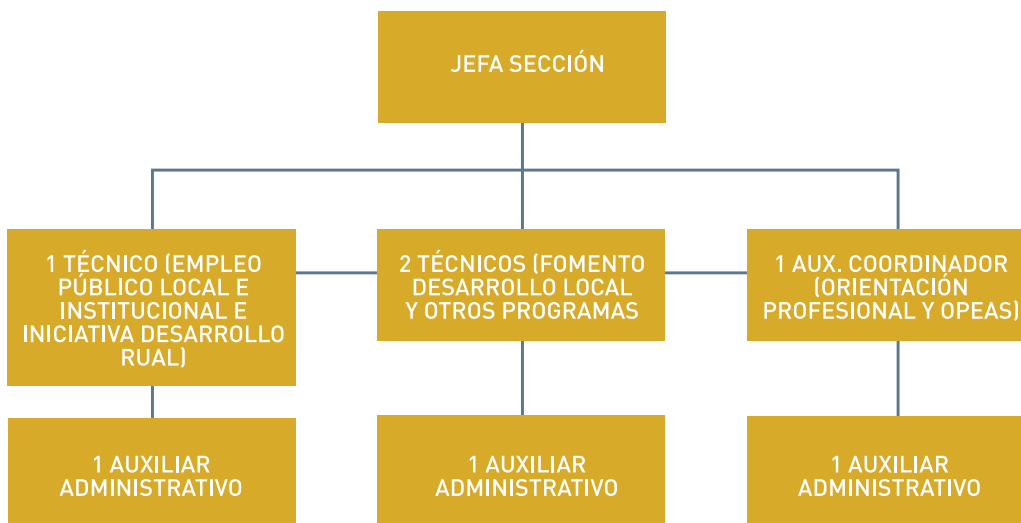 JEFA SECCIÓN
1 TÉCNICO (EMPLEO
PÚBLICO LOCAL E
INSTITUCIONAL E
INICIATIVA DESARROLLO
RUAL)
2 TÉCNICOS (FOMENTO
DESARROLLO LOCAL
Y OTROS PROGRAMAS
1 AUX. COORDINADOR
(ORIENTACIÓN
PROFESIONAL Y OPEAS)
1 AUXILIAR
ADMINISTRATIVO
1 AUXILIAR
ADMINISTRATIVO
1 AUXILIAR
ADMINISTRATIVO